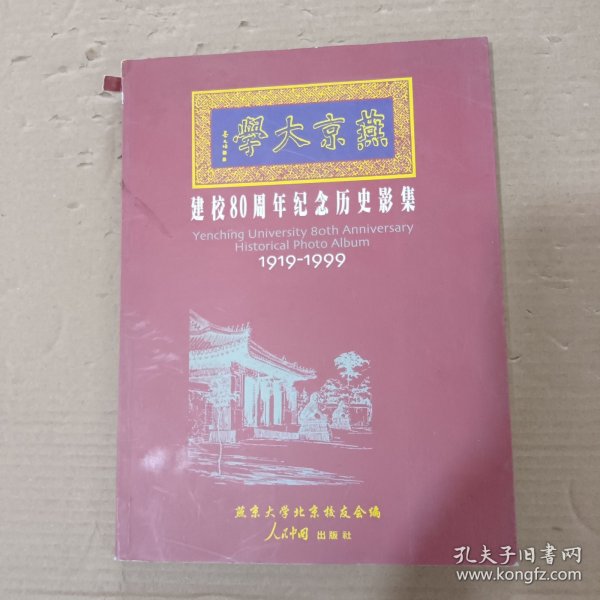 學大京燕
建校80周年纪念历史影集
Yenching University 80th Anniversary
Historical Photo Album
1919-1999
燕京大学北京校友会编
人民中国 出版社
孔夫子旧书网
www.kongfz.com